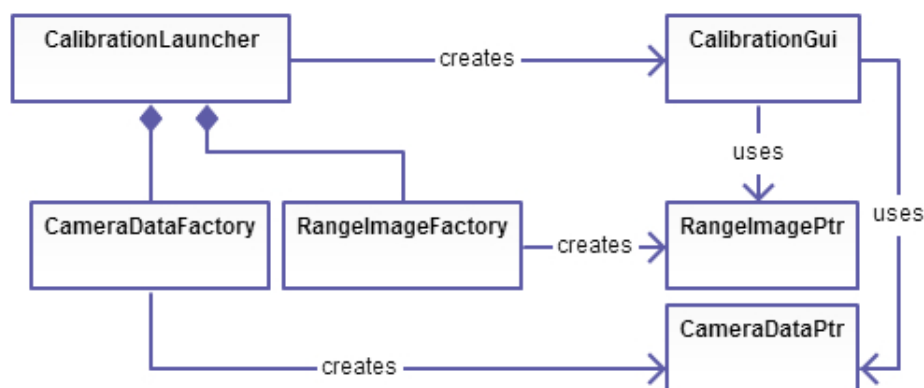 CalibrationLauncher
creates
CalibrationGui
uses
CameraDataFactory
RangeImageFactory
creates
RangeImagePtr
uses
CameraDataPtr
creates